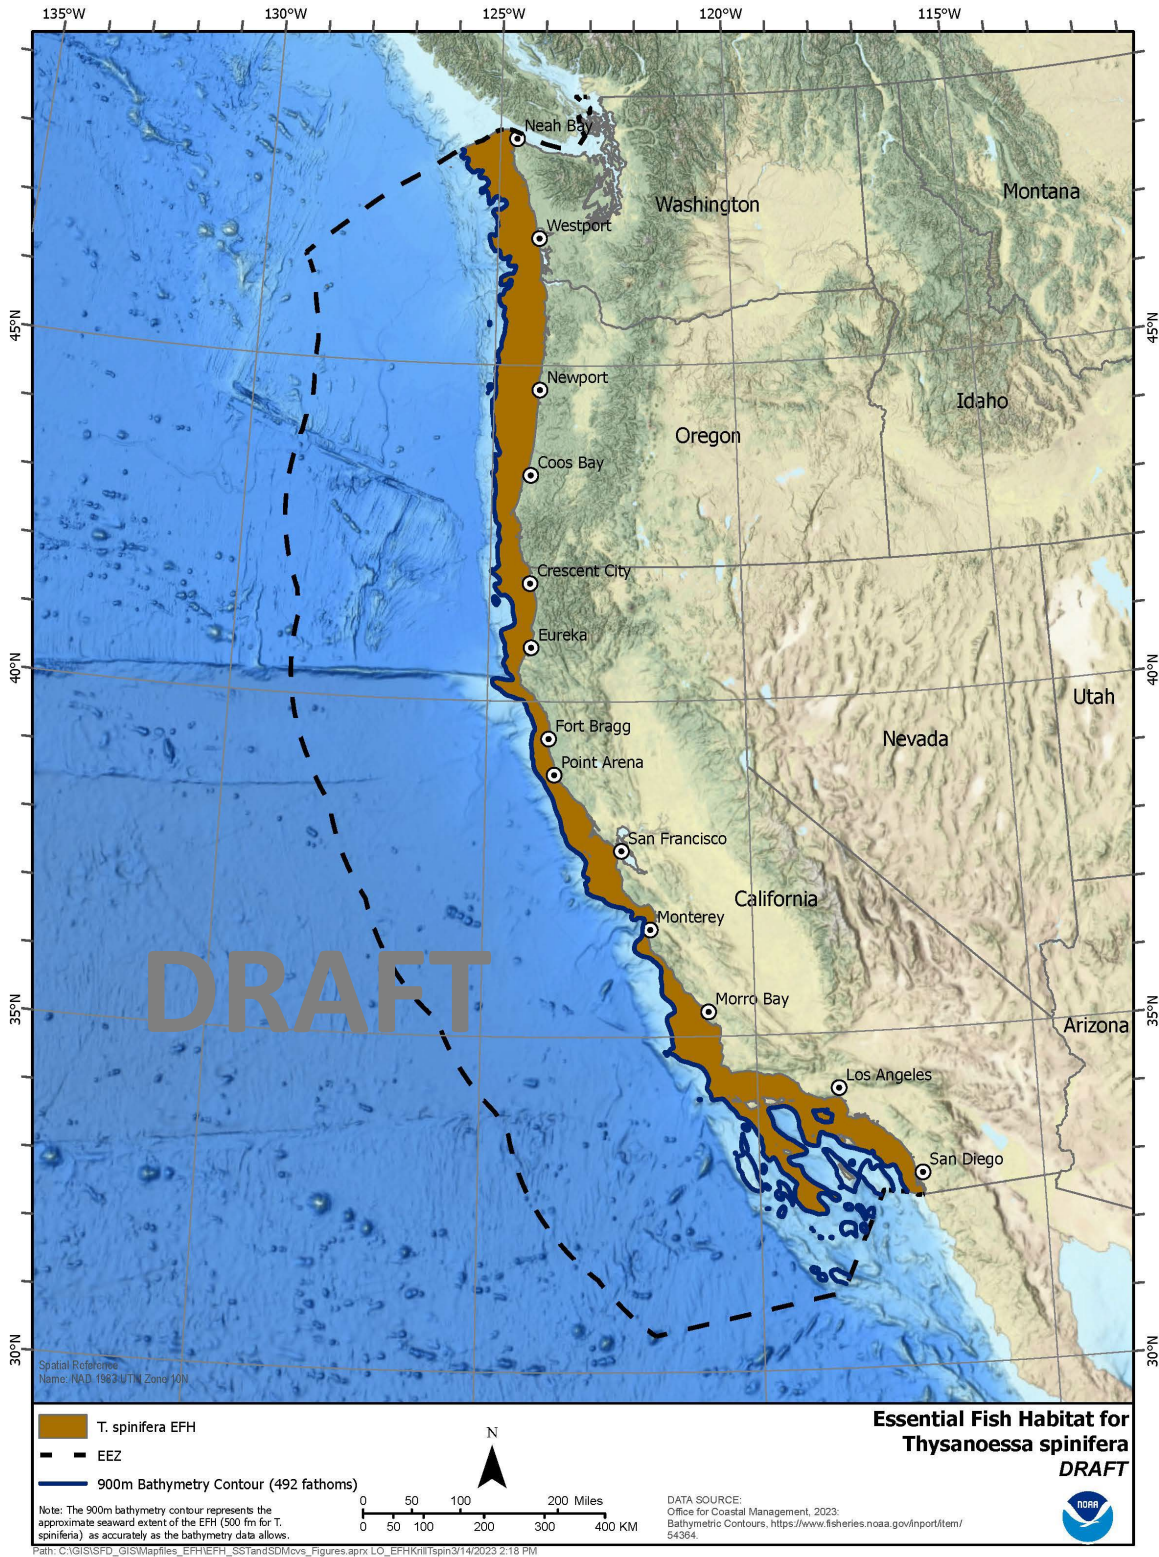 135°W 130°W 125°W 120°W 115°W
Neah Bay
Washington
Montana
Westport
45°N 45°N
Newport
Idaho
Oregon
Coos Bay
Crescent City
Eureka
40°N 40°N
Utah
Fort Bragg
Nevada
Point Arena
San Francisco
California
Monterey
DRAFT
Morro Bay
35°N 35°N
Arizona
Los Angeles
San Diego
30°N 30°N
Spatial Reference
Name: NAD 1983 UTM Zone 10N
T. spinifera EFH
EEZ
900m Bathymetry Contour (492 fathoms)
Note: The 900m bathymetry contour represents the
approximate seaward extent of the EFH (500 fm for T.
spiniferia) as accurately as the bathymetry data allows.
N
0 50 100 200 Miles
0 50 100 200 300 400 KM
Essential Fish Habitat for
Thysanoessa spinifera
DRAFT
DATA SOURCE:
Office for Coastal Management, 2023:
Bathymetric Contours, https://www.fisheries.noaa.gov/inport/item/
54364.
NOAA
Path: C:\GIS\SFD_GIS\Mapfiles_EFH\EFH_SSTandSDMcvs_Figures.aprx LO_EFHKrillTspin3/14/2023 2:18 PM